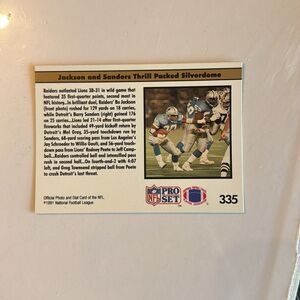 Jackson and Sanders Thrill Packed Silverdome
Raiders outlasted Lions 38-31 in wild game that
featured 35 first-quarter points, second most in
NFL history...In brilliant duel, Raiders' Bo Jackson
(front photo) rushed for 129 yards on 18 carries,
while Detroit's Barry Sanders (right) gained 176
on 25 carries...Lions led 21-14 after first-quarter
fireworks that included 49-yard kickoff return by
Detroit's Mel Gray, 35-yard touchdown run by
Sanders, 68-yard scoring pass from Los Angeles's
Jay Schroeder to Willie Gault, and 56-yard touch-
down pass from Lions' Rodney Peete to Jeff Camp-
bell...Raiders controlled ball and intensified pass
rush in second half...On fourth-and-2 with 4:07
left, end Greg Townsend stripped ball from Peete
to crush Detroit's last threat.
Official Photo and Stat Card of the NFL
©1991 National Football League
NFL
PRO
SET
335